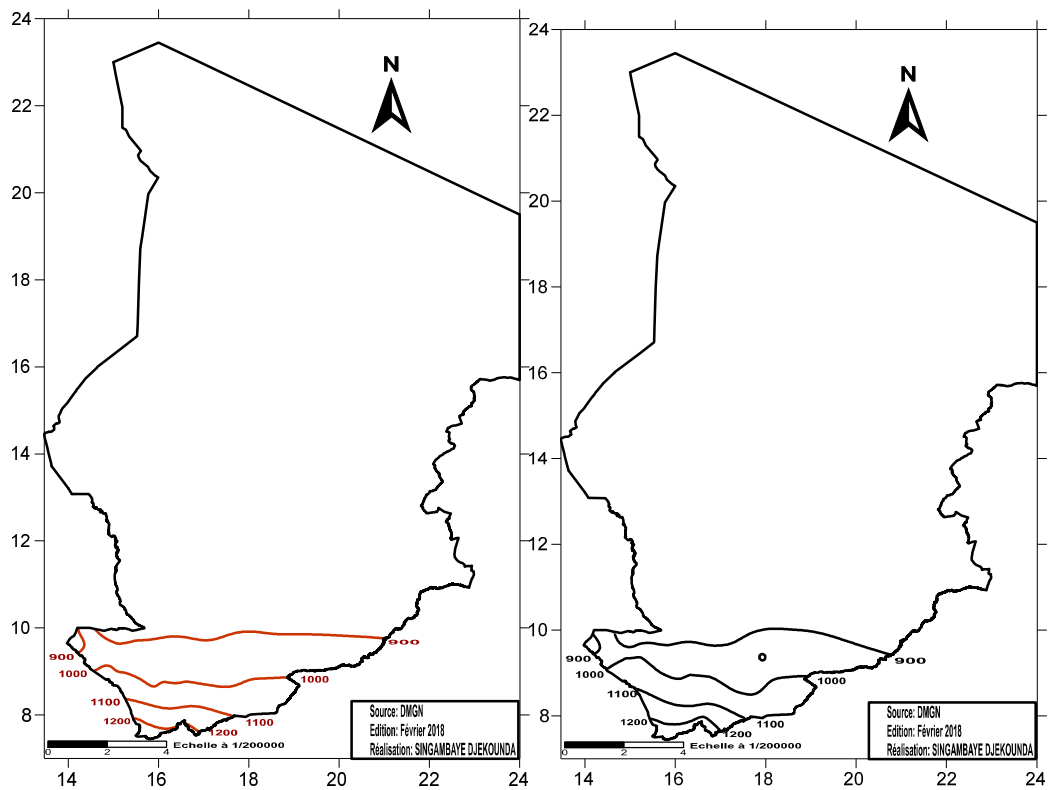 24
24
N
N
22
22
20
20
18
18
16
16
14
14
12
12
10
10
900
900
900
900
1000
1000
1000
1000
1100
1100
1200
1200
1100
1100
1200
1200
8
8
Source: DMGN
Edition: Février 2018
Réalisation: SINGAMBAYE DJEKOUNDA
Source: DMGN
Edition: Février 2018
Réalisation: SINGAMBAYE DJEKOUNDA
Echelle à 1/200000
0 2 4
Echelle à 1/200000
0 2 4
14 16 18 20 22 24
14 16 18 20 22 24